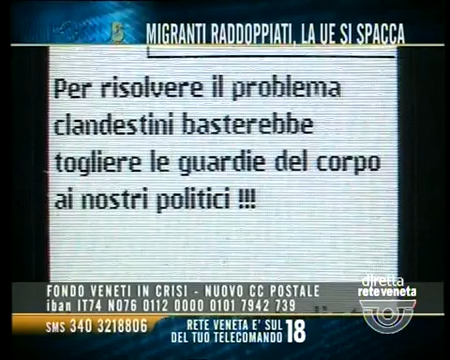 MIGRANTI RADDOPPIATI, LA UE SI SPACCA
Per risolvere il problema
clandestini basterebbe
togliere le guardie del corpo
ai nostri politici !!!
diretta
reteveneta
FONDO VENETI IN CRISI - NUOVO CC POSTALE
iban IT74 N076 0112 0000 0101 7942 739
SMS 340 3218806
RETE VENETA E' SUL
DEL TUO TELECOMANDO 18